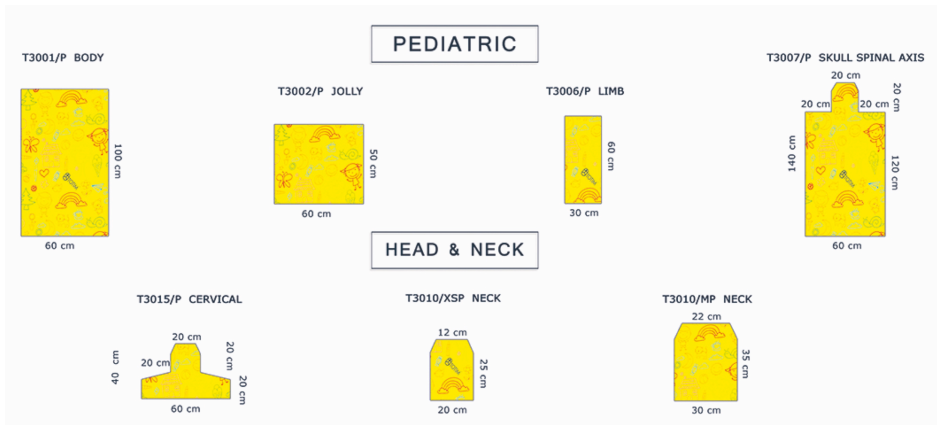 PEDIATRIC
T3001/P BODY
100 cm
60 cm
T3002/P JOLLY
50 cm
60 cm
T3006/P LIMB
60 cm
30 cm
T3007/P SKULL SPINAL AXIS
20 cm
20 cm
20 cm
20 cm
140 cm
120 cm
60 cm
HEAD & NECK
T3015/P CERVICAL
20 cm
20 cm
20 cm
40 cm
20 cm
60 cm
T3010/XSP NECK
12 cm
25 cm
20 cm
T3010/MP NECK
22 cm
35 cm
30 cm